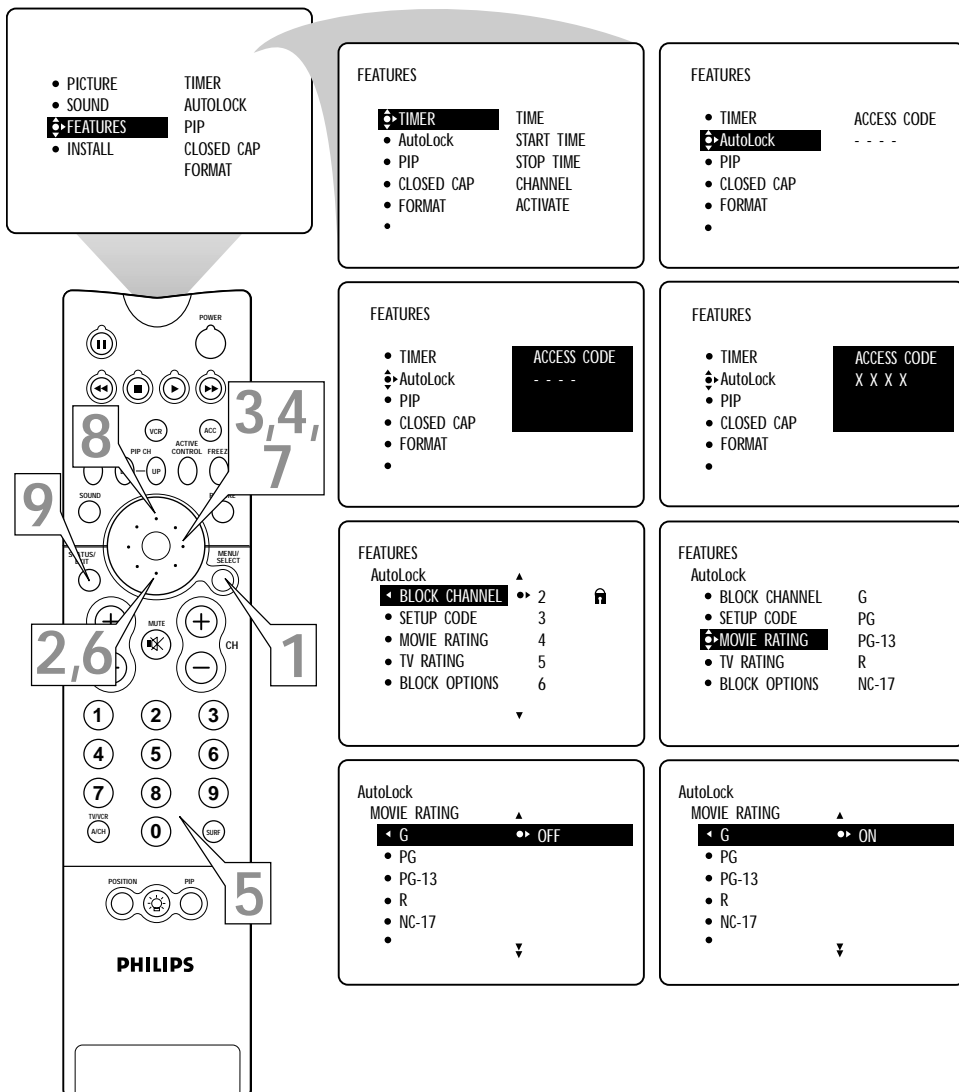 PICTURE TIMER
SOUND AUTOLOCK
FEATURES PIP
INSTALL CLOSED CAP
FORMAT
FEATURES
TIMER TIME
AutoLock START TIME
PIP STOP TIME
CLOSED CAP CHANNEL
FORMAT ACTIVATE
FEATURES
TIMER ACCESS CODE
AutoLock - - - -
PIP
CLOSED CAP
FORMAT
FEATURES
TIMER ACCESS CODE
AutoLock - - - -
PIP
CLOSED CAP
FORMAT
FEATURES
TIMER ACCESS CODE
AutoLock X X X X
PIP
CLOSED CAP
FORMAT
FEATURES
AutoLock
BLOCK CHANNEL 2
SETUP CODE 3
MOVIE RATING 4
TV RATING 5
BLOCK OPTIONS 6
FEATURES
AutoLock
BLOCK CHANNEL G
SETUP CODE PG
MOVIE RATING PG-13
TV RATING R
BLOCK OPTIONS NC-17
AutoLock
MOVIE RATING
G OFF
PG
PG-13
R
NC-17
AutoLock
MOVIE RATING
G ON
PG
PG-13
R
NC-17
POWER
VCR ACC
PIP CH ACTIVE CONTROL
UP
SOUND
MENU/
SELECT
MUTE
CH
1 2 3
4 5 6
7 8 9
TV/VCR
A/CH 0 SURF
POSITION PIP
PHILIPS
8
3,4,
7
9
2,6
1
5